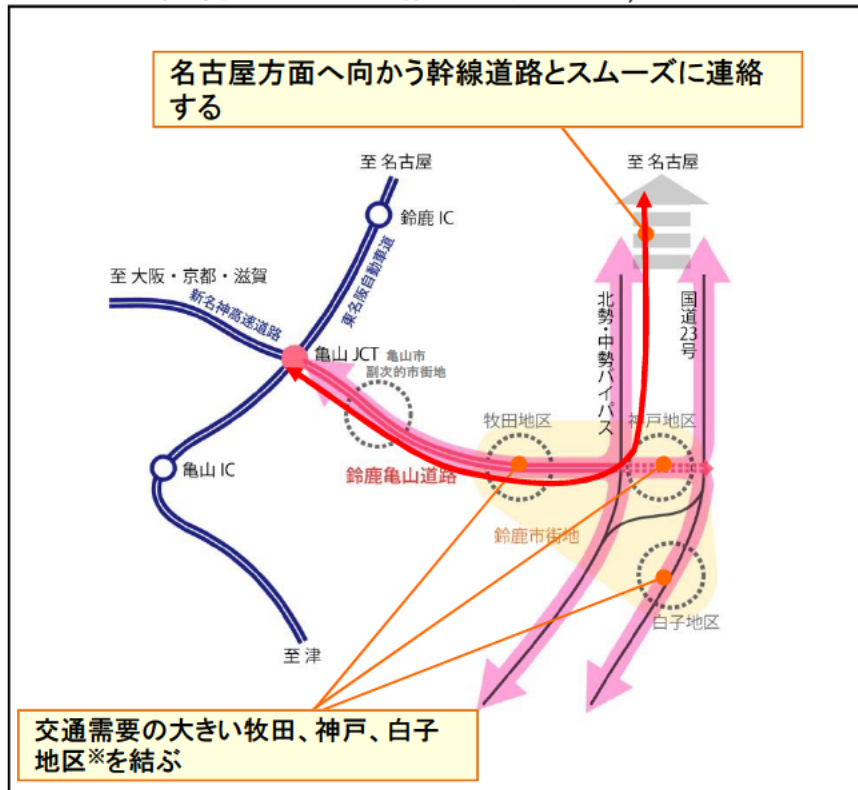 名古屋方面へ向かう幹線道路とスムーズに連絡
する
至 名古屋
至 名古屋
鈴鹿 IC
東名阪自動車道
至 大阪・京都・滋賀
新名神高速道路
北勢・中勢バイパス
国道23号
亀山 JCT
亀山市
副次的市街地
牧田地区
神戸地区
亀山 IC
鈴鹿亀山道路
鈴鹿市街地
白子地区
至 津
交通需要の大きい牧田、神戸、白子
地区※を結ぶ